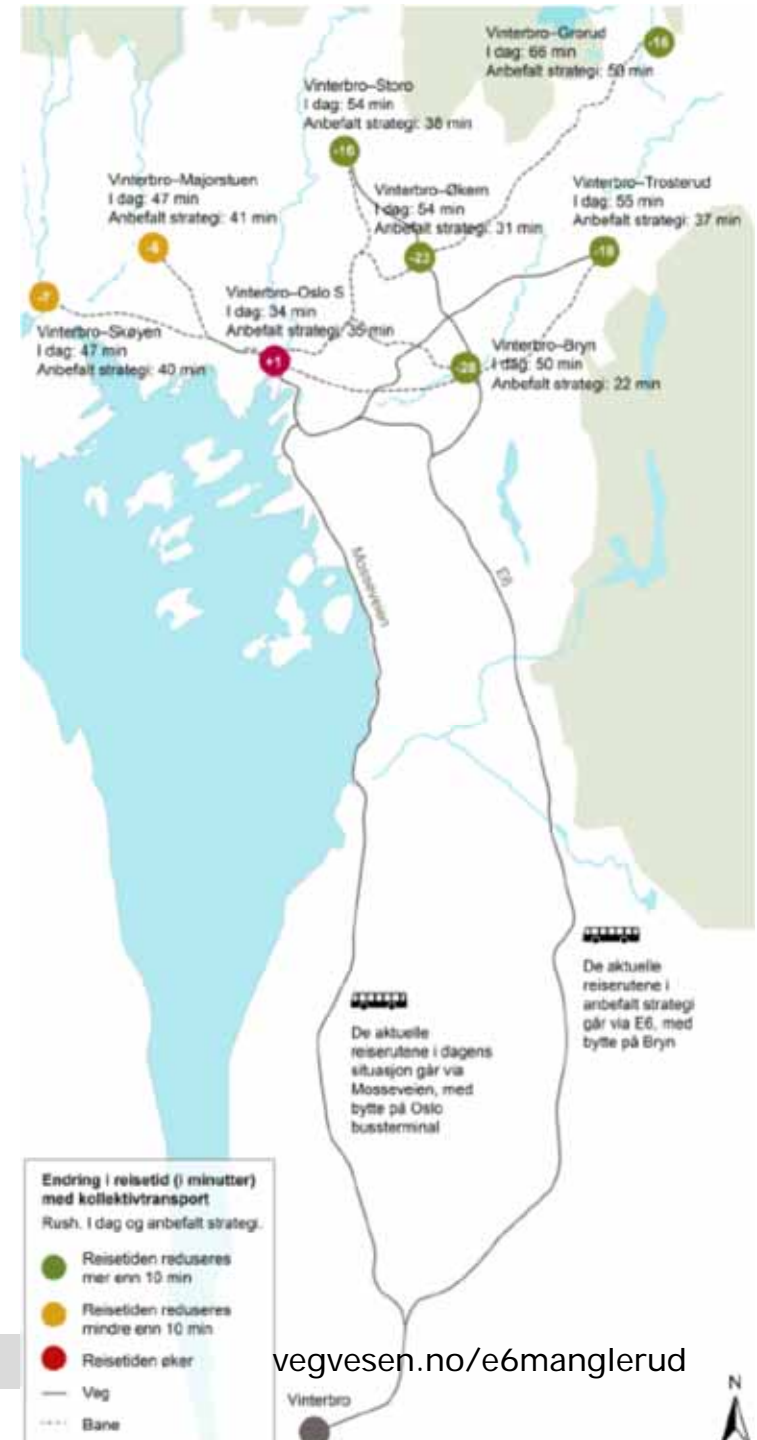 Vinterbro–Grorud
I dag: 66 min
Anbefalt strategi: 50 min
-16
Vinterbro–Storo
I dag: 54 min
Anbefalt strategi: 38 min
-16
Vinterbro–Majorstuen
I dag: 47 min
Anbefalt strategi: 41 min
-6
Vinterbro–Økern
I dag: 54 min
Anbefalt strategi: 31 min
-23
Vinterbro–Trosterud
I dag: 55 min
Anbefalt strategi: 37 min
-18
-7
Vinterbro–Skøyen
I dag: 47 min
Anbefalt strategi: 40 min
Vinterbro–Oslo S
I dag: 34 min
Anbefalt strategi: 35 min
+1
Vinterbro–Bryn
I dag: 50 min
Anbefalt strategi: 22 min
-28
Mosseveien
E6
De aktuelle
reiserutene i
anbefalt strategi
går via E6, med
bytte på Bryn
De aktuelle
reiserutene i dagens
situasjon går via
Mosseveien, med
bytte på Oslo
bussterminal
Endring i reisetid (i minutter)
med kollektivtransport
Rush. I dag og anbefalt strategi.
Reisetiden reduseres
mer enn 10 min
Reisetiden reduseres
mindre enn 10 min
Reisetiden øker
Veg
Bane
vegvesen.no/e6manglerud
Vinterbro
N